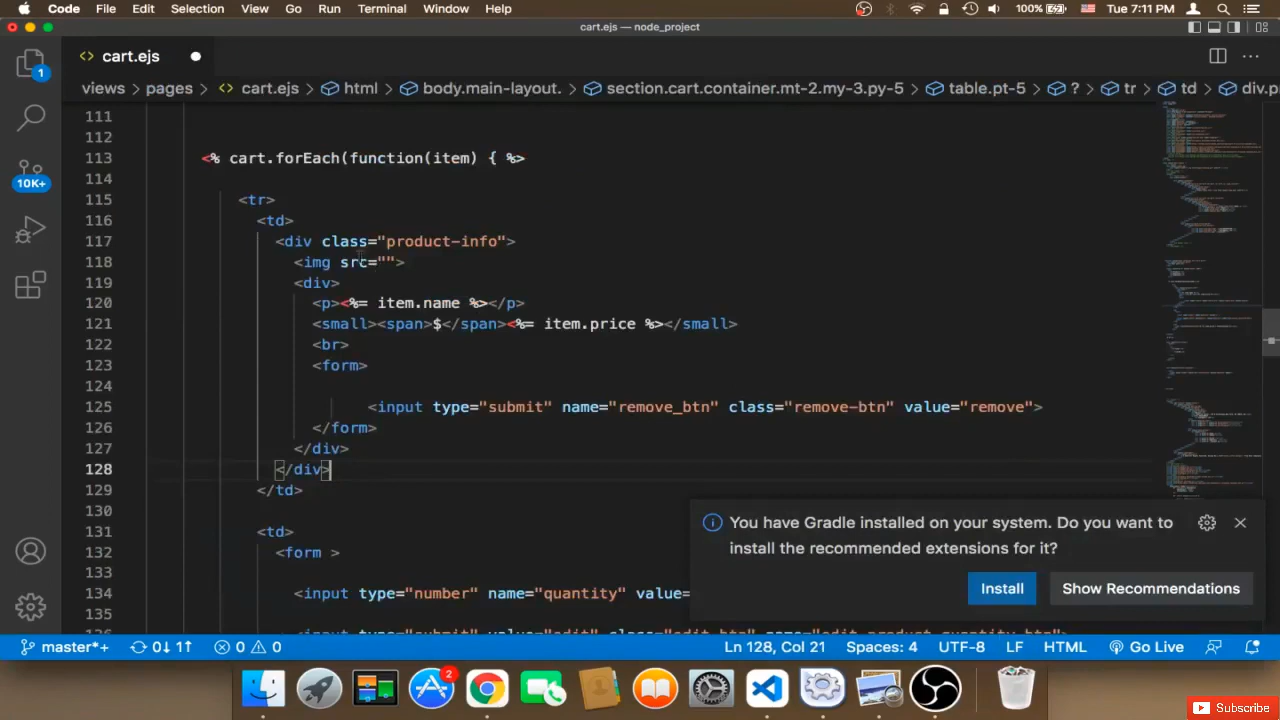 Code File Edit Selection View Go Run Terminal Window Help 100% Tue 7:11 PM
cart.ejs — node_project
<> cart.ejs
1
views > pages > <> cart.ejs > html > body.main-layout. > section.cart.container.mt-2.my-3.py-5 > table.pt-5 > ? > tr > td > div.p
111
112
113 <% cart.forEach(function(item) { %>
114
115 <tr>
116 <td>
117 <div class="product-info">
118 <img src="">
119 <div>
120 <p><%= item.name %></p>
121 <small><span>$</span><%= item.price %></small>
122 <br>
123 <form>
124
125 <input type="submit" name="remove_btn" class="remove-btn" value="remove">
126 </form>
127 </div>
128 </div>
129 </td>
130
131 <td>
132 <form >
133
134 <input type="number" name="quantity" value=
135
10K+
You have Gradle installed on your system. Do you want to
install the recommended extensions for it?
Install Show Recommendations
master*+ 0↓ 1↑ 0 0 Ln 128, Col 21 Spaces: 4 UTF-8 LF HTML Go Live
2
Subscribe